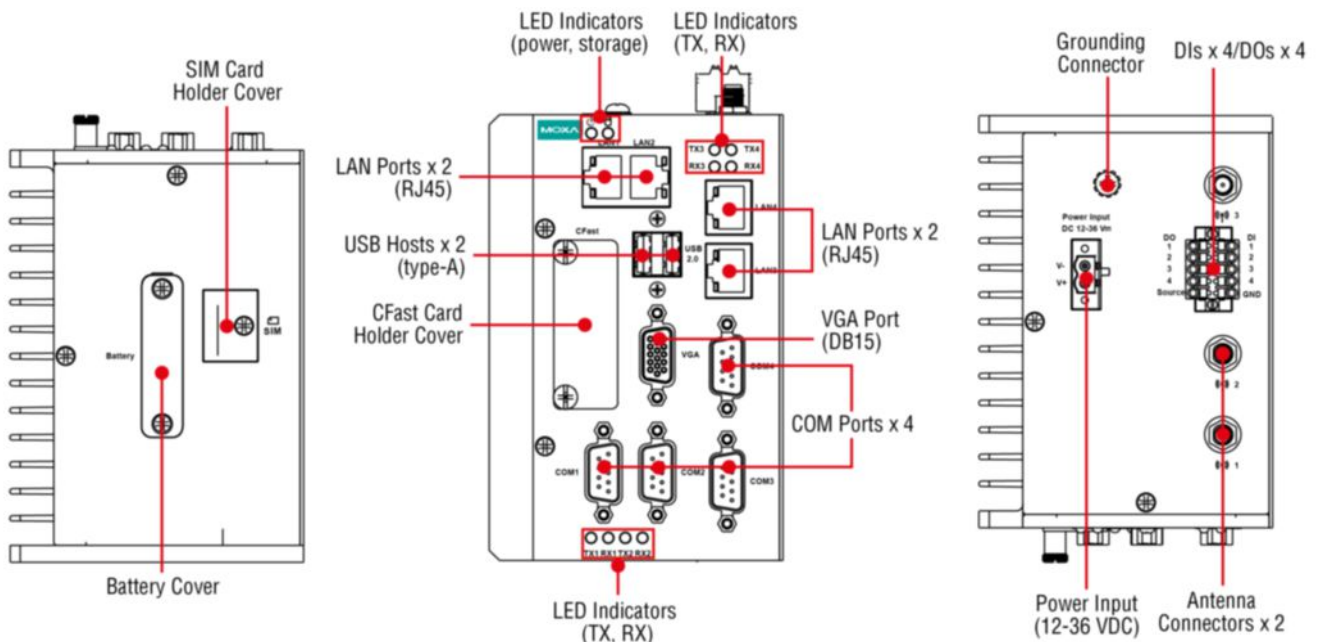 LED Indicators
(power, storage)
LED Indicators
(TX, RX)
SIM Card
Holder Cover
Grounding
Connector
DIs x 4/DOs x 4
MOXA
LAN1
LAN2
TX3
TX4
RX3
RX4
LAN Ports x 2
(RJ45)
LAN4
LAN3
LAN Ports x 2
(RJ45)
CFast
USB
2.0
USB Hosts x 2
(type-A)
CFast Card
Holder Cover
VGA Port
(DB15)
VGA
COM4
COM Ports x 4
COM1
COM2
COM3
TX1 RX1 TX2 RX2
LED Indicators
(TX, RX)
Battery
SIM
Battery Cover
Power Input
V-
V+
3
DO
1
2
3
4
Source
DI
1
2
3
4
GND
2
1
Power Input
(12-36 VDC)
Antenna
Connectors x 2